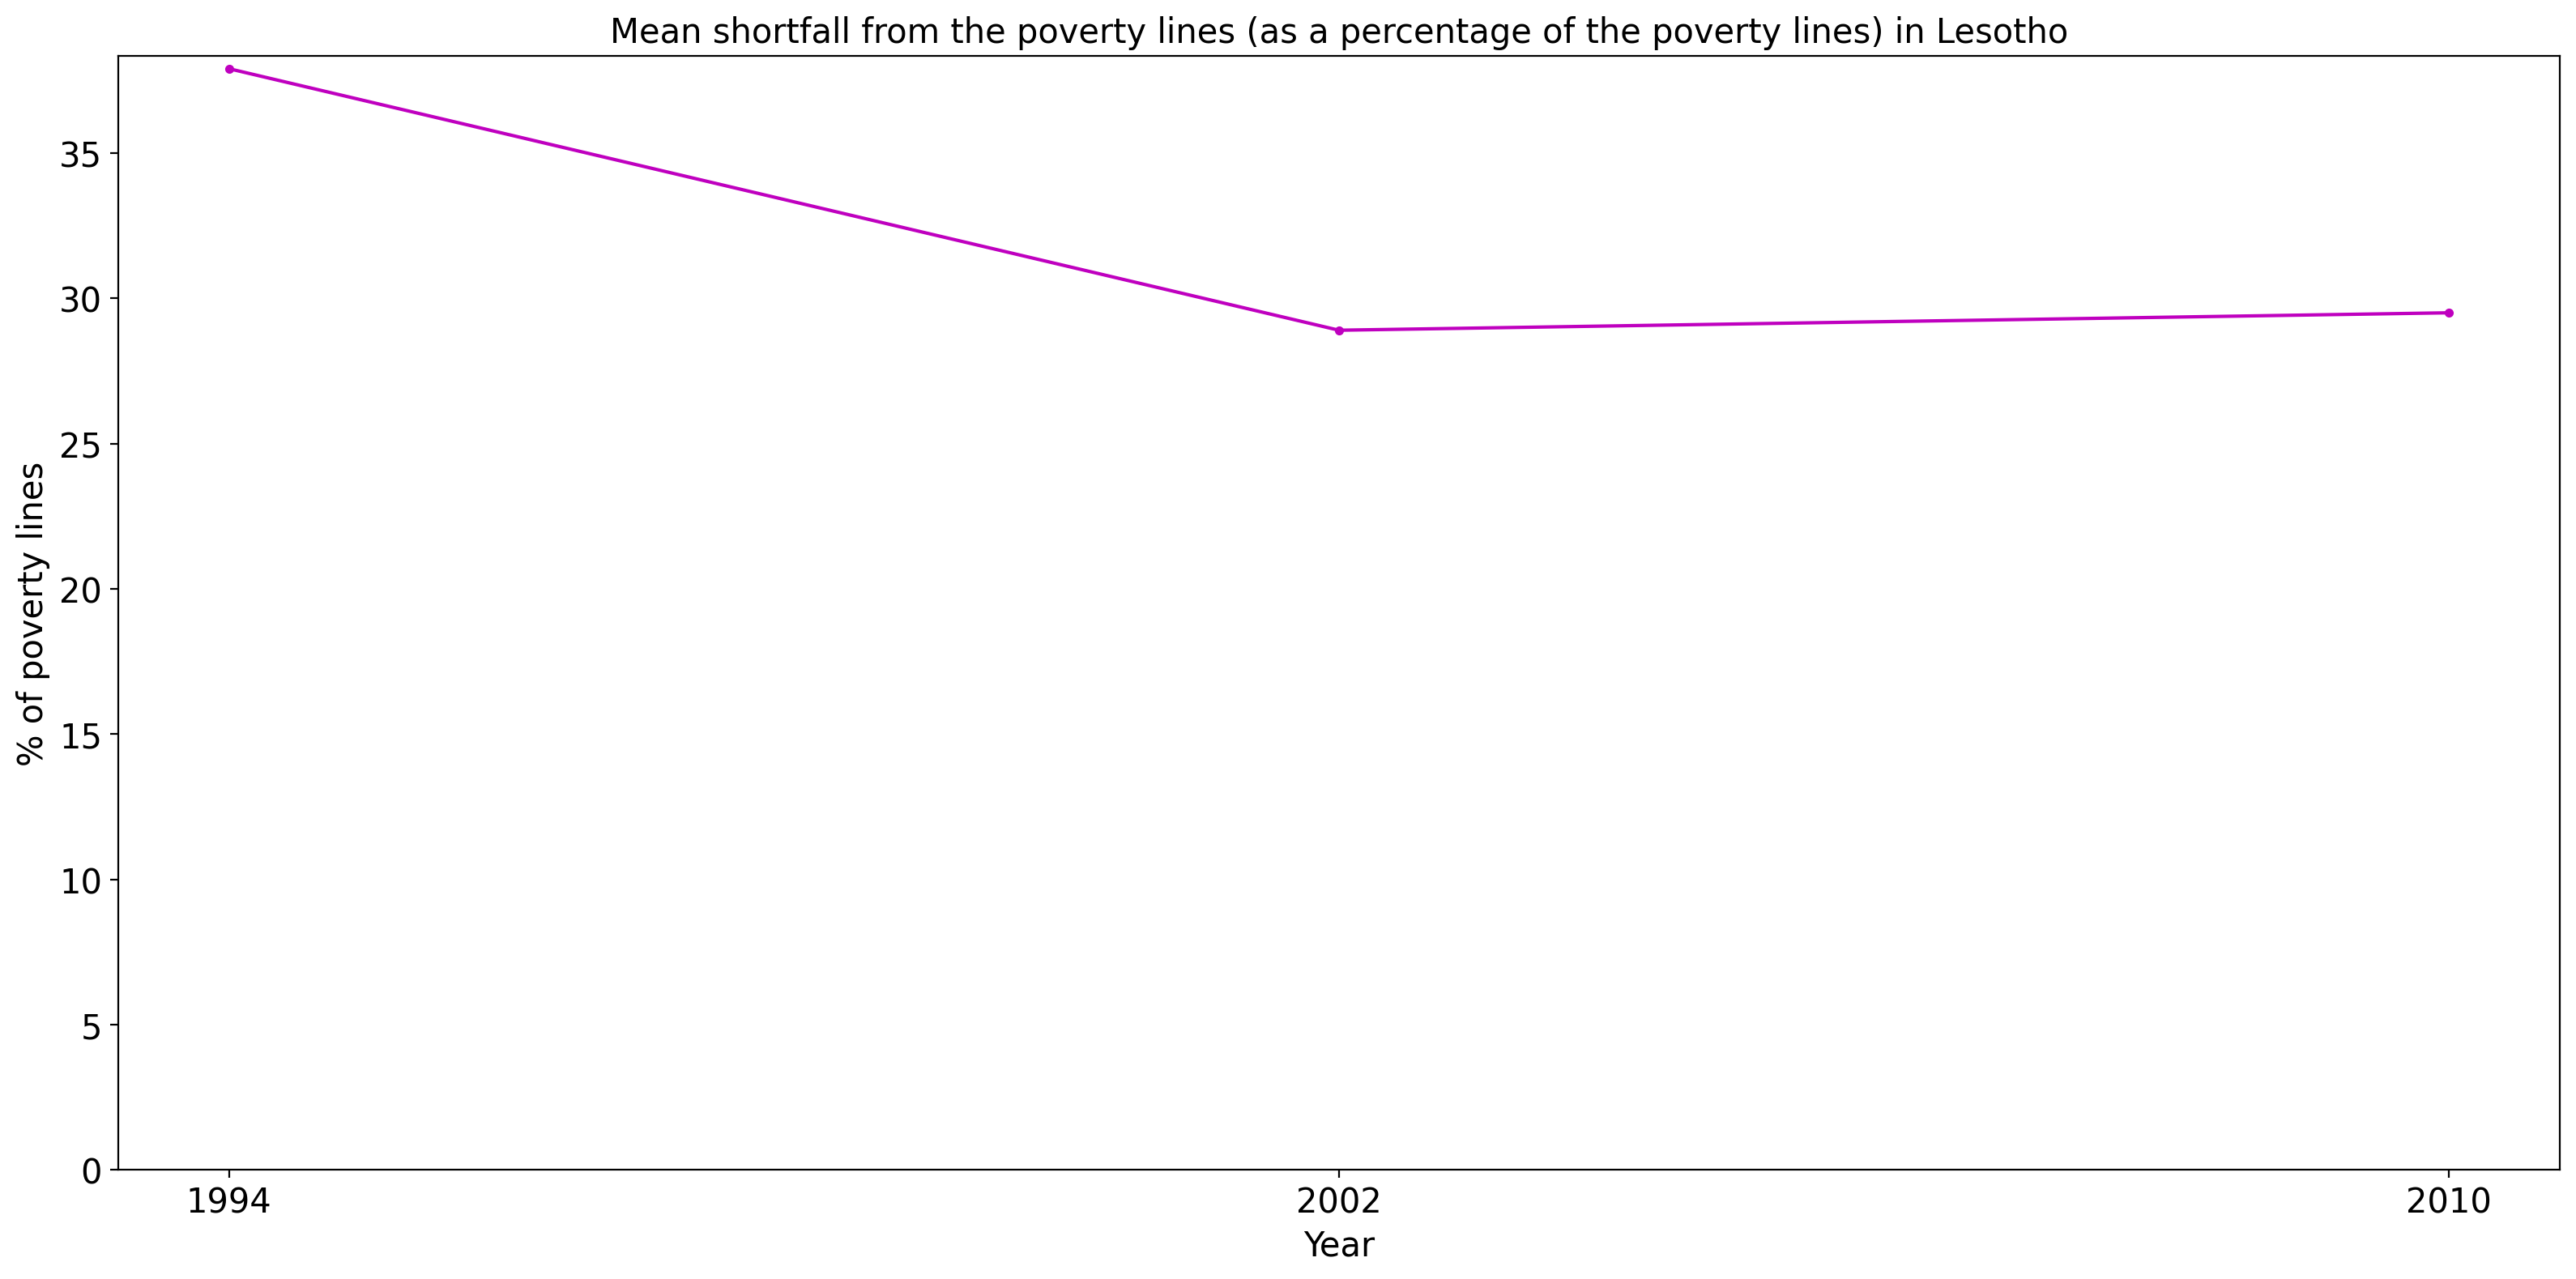 Mean shortfall from the poverty lines (as a percentage of the poverty lines) in Lesotho
% of poverty lines
35
30
25
20
15
10
5
0
1994 2002 2010
Year